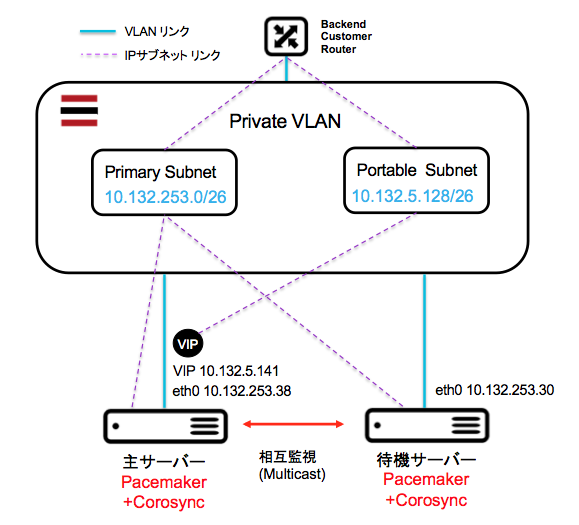 VLAN リンク
IPサブネット リンク
Backend
Customer
Router
Private VLAN
Primary Subnet
10.132.253.0/26
Portable Subnet
10.132.5.128/26
VIP
VIP 10.132.5.141
eth0 10.132.253.38
eth0 10.132.253.30
主サーバー
Pacemaker
+Corosync
相互監視
(Multicast)
待機サーバー
Pacemaker
+Corosync